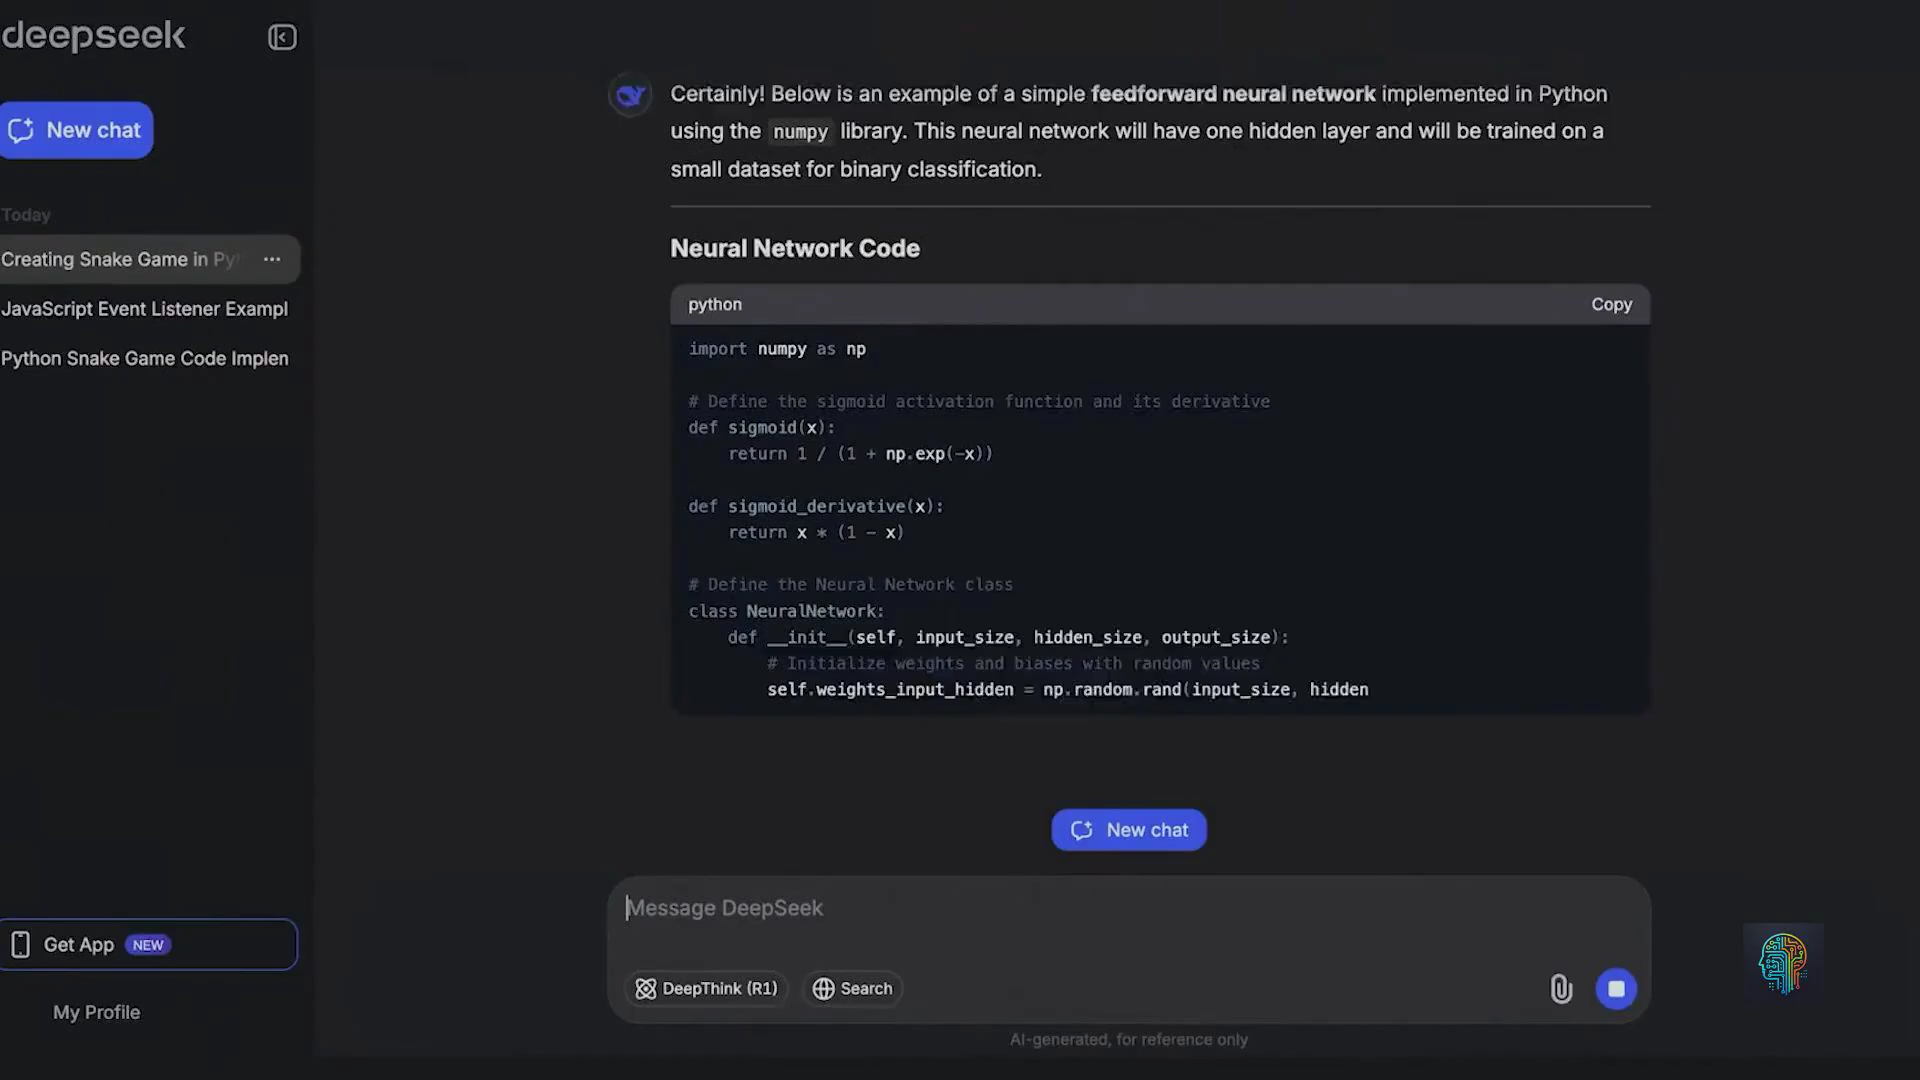 deepseek
New chat
Today
Creating Snake Game in Py
JavaScript Event Listener Exampl
Python Snake Game Code Implen
Get App NEW
My Profile
Certainly! Below is an example of a simple feedforward neural network implemented in Python
using the numpy library. This neural network will have one hidden layer and will be trained on a
small dataset for binary classification.
Neural Network Code
python Copy
import numpy as np
# Define the sigmoid activation function and its derivative
def sigmoid(x):
    return 1 / (1 + np.exp(-x))
def sigmoid_derivative(x):
    return x * (1 - x)
# Define the Neural Network class
class NeuralNetwork:
    def __init__(self, input_size, hidden_size, output_size):
        # Initialize weights and biases with random values
        self.weights_input_hidden = np.random.rand(input_size, hidden
New chat
Message DeepSeek
DeepThink (R1) Search
AI-generated, for reference only